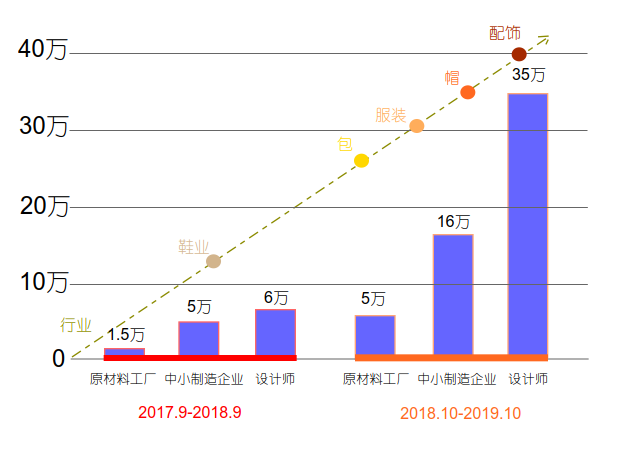 配饰
40万
帽
35万
服装
30万
包
20万
16万
鞋业
10万
行业
1.5万
5万
6万
5万
0
原材料工厂 中小制造企业 设计师 原材料工厂 中小制造企业 设计师
2017.9-2018.9 2018.10-2019.10